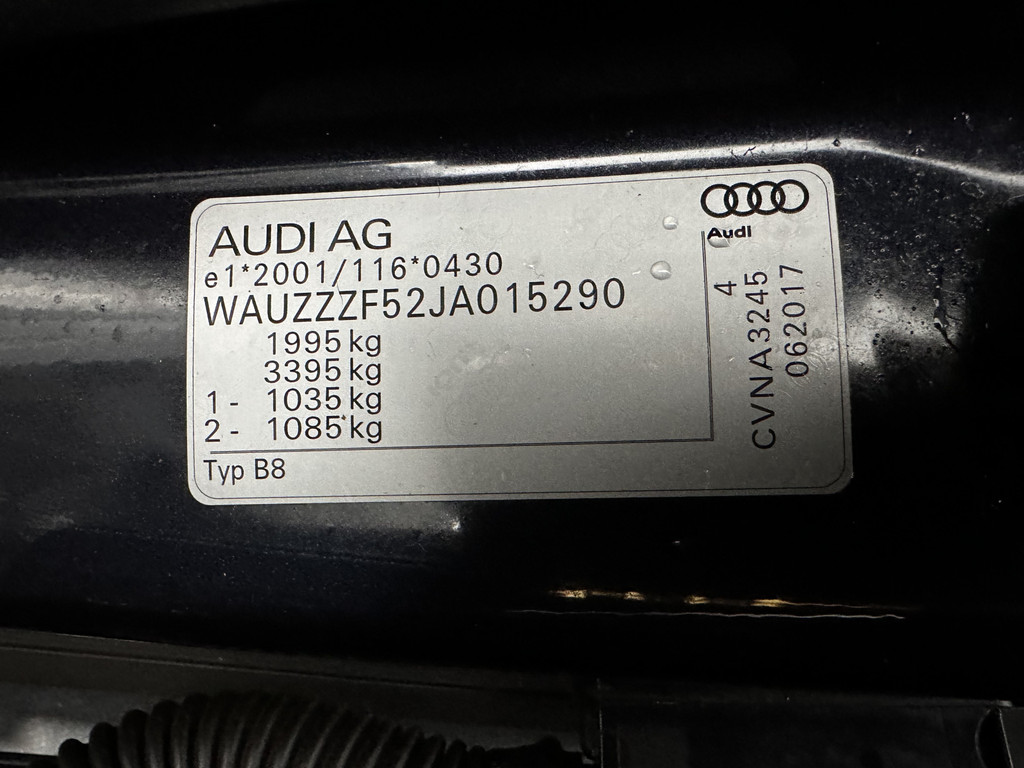 AUDI AG
e1*2001/116*0430
WAUZZZF52JA015290
1995 kg
3395 kg
1 - 1035 kg
2 - 1085 kg
Typ B8
Audi
4
CVNA3245
062017